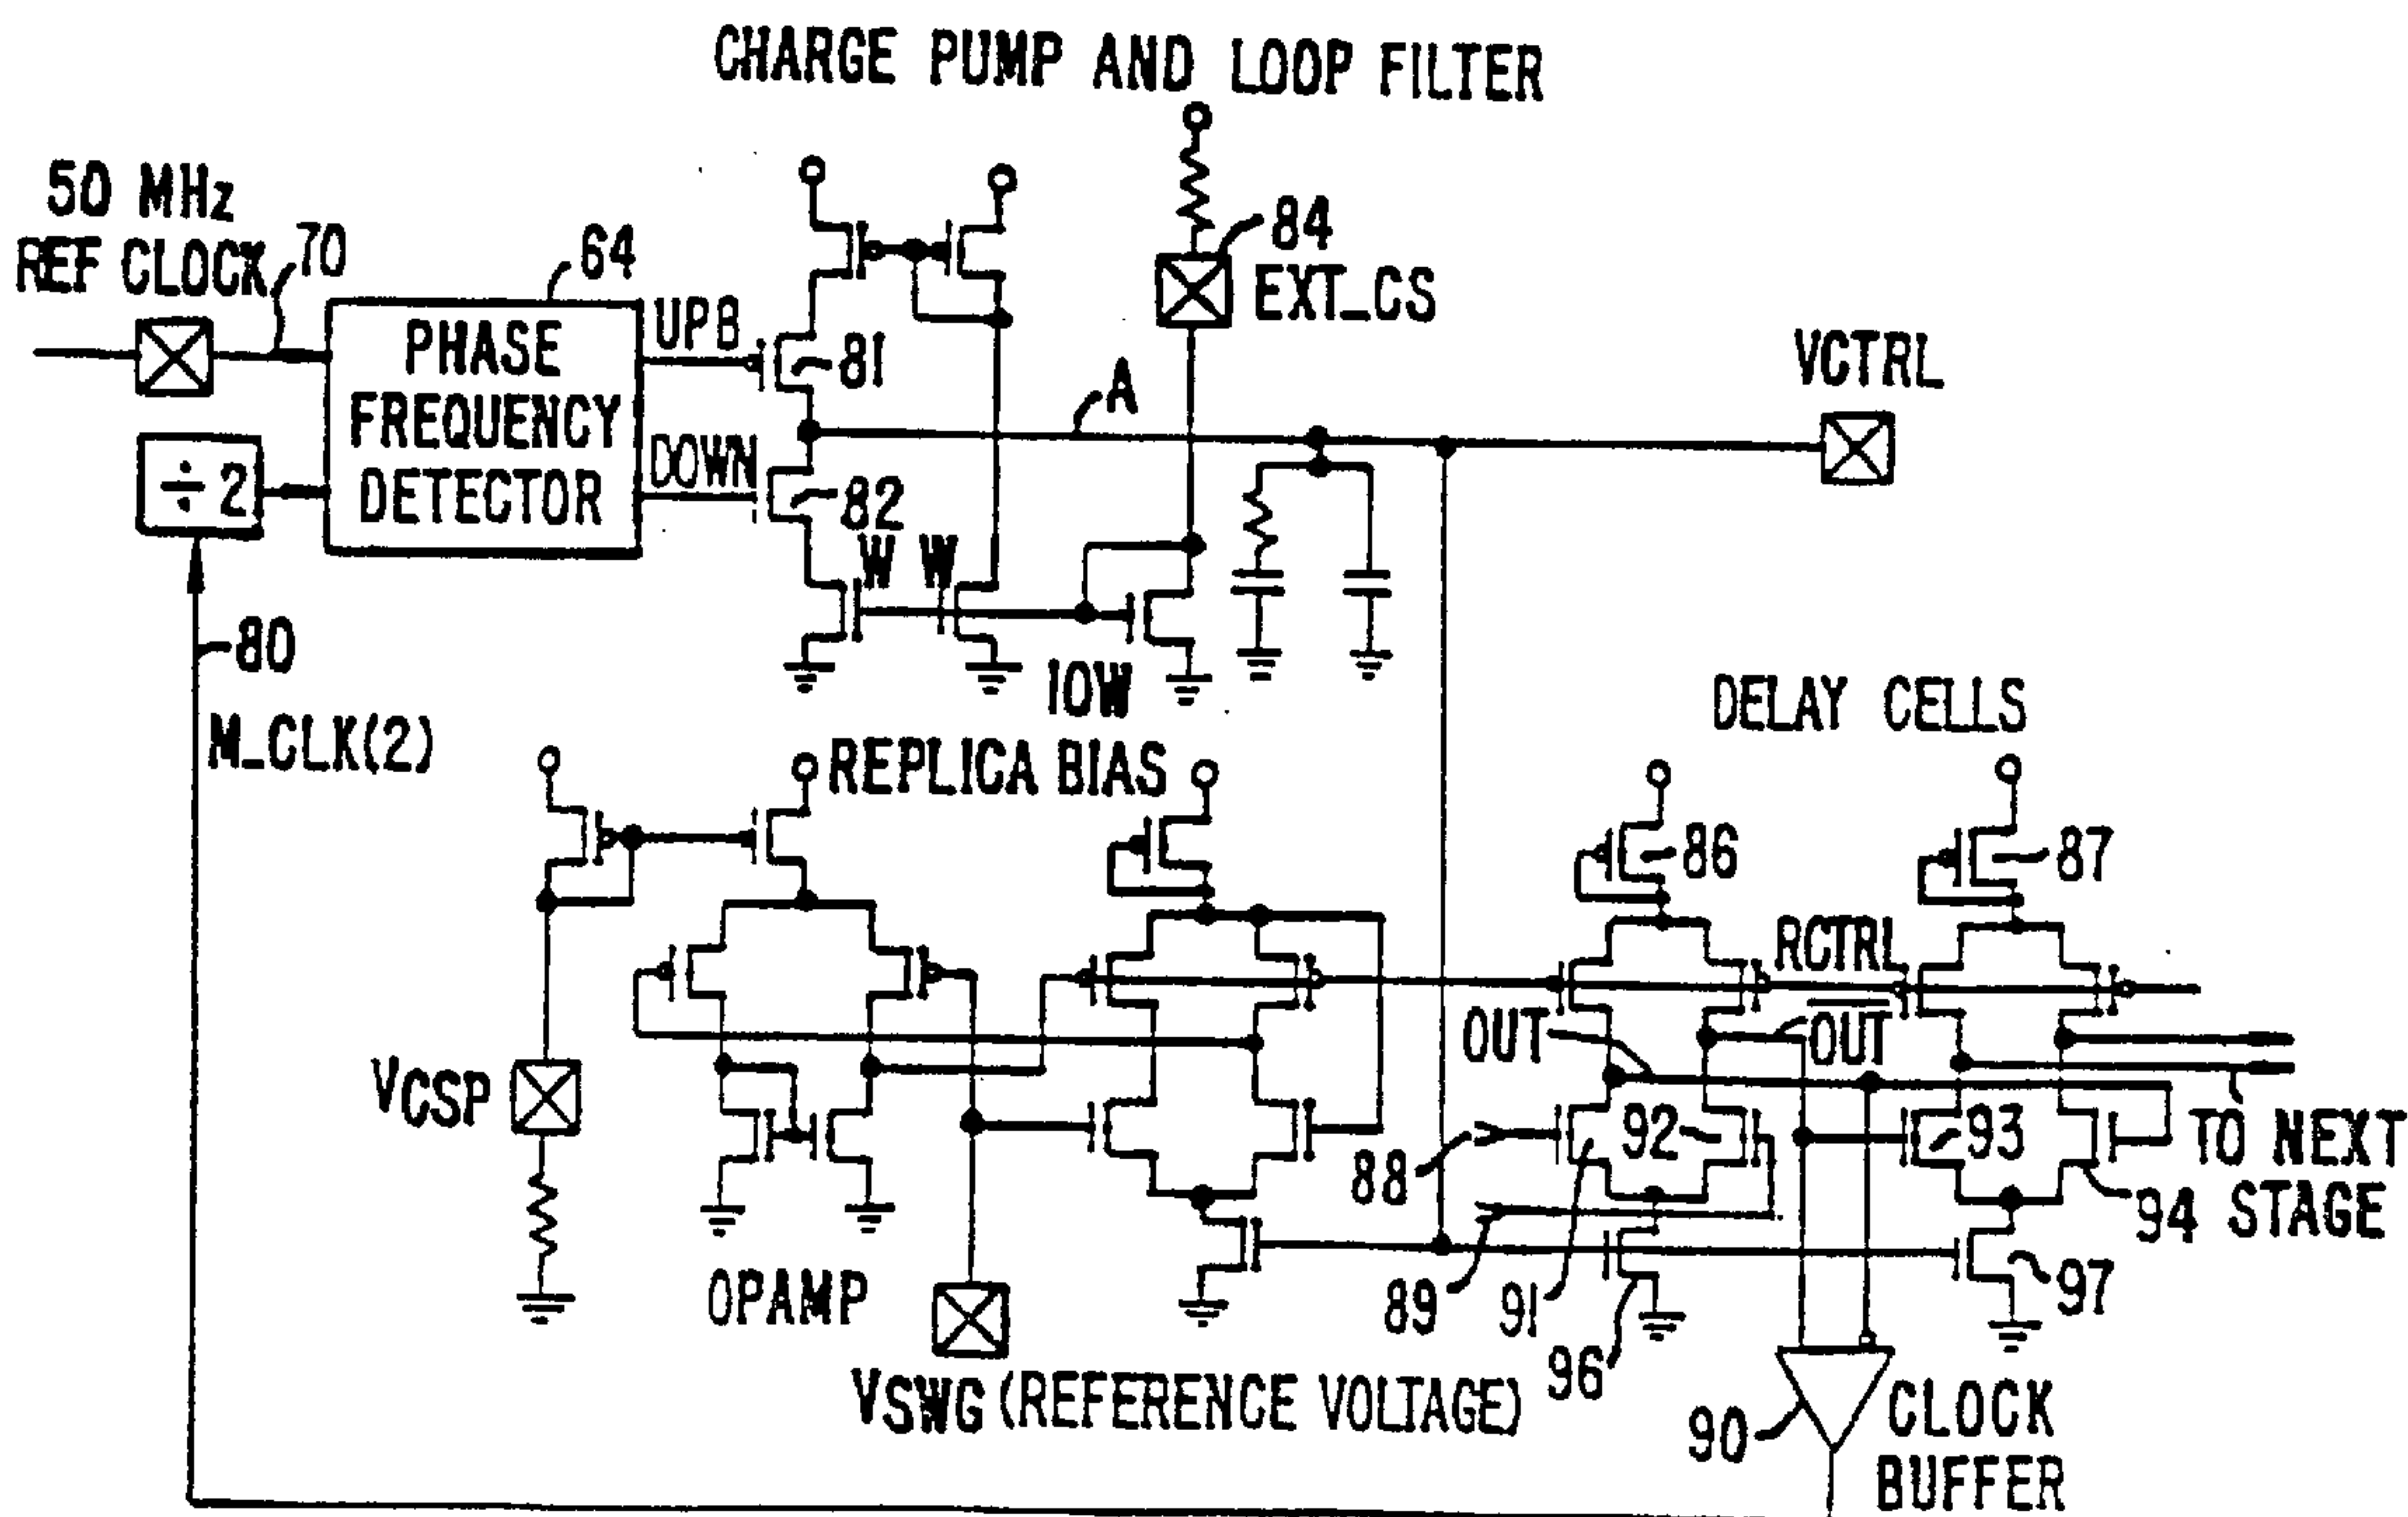 CHARGE PUMP AND LOOP FILTER
50 MHz
REF CLOCK
70
64
84
EXT_CS
PHASE
FREQUENCY
DETECTOR
UPB
81
A
VCTRL
÷2
DOWN
82
W W
80
10W
M_CLK(2)
DELAY CELLS
REPLICA BIAS
86
87
RCTRL
OUT
OUT
VCSP
88
92
93
TO NEXT
STAGE
94
OPAMP
89
91
96
97
VSWG (REFERENCE VOLTAGE)
90
CLOCK
BUFFER